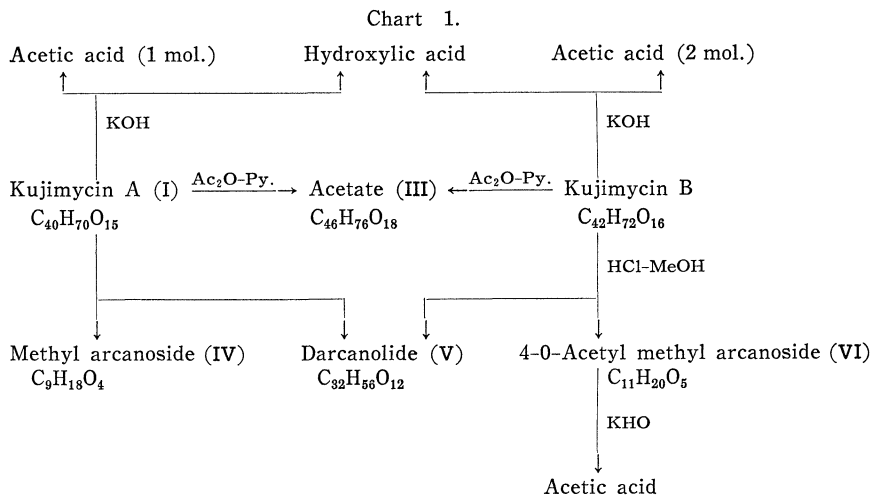 Chart 1.
Acetic acid (1 mol.) Hydroxylic acid Acetic acid (2 mol.)
KOH KOH
Kujimycin A (I) Ac₂O-Py. Acetate (III) Ac₂O-Py. Kujimycin B
C₄₀H₇₀O₁₅ C₄₆H₇₆O₁₈ C₄₂H₇₂O₁₆
HCl-MeOH
Methyl arcanoside (IV) Darcanolide (V) 4-0-Acetyl methyl arcanoside (VI)
C₉H₁₈O₄ C₃₂H₅₆O₁₂ C₁₁H₂₀O₅
KHO
Acetic acid